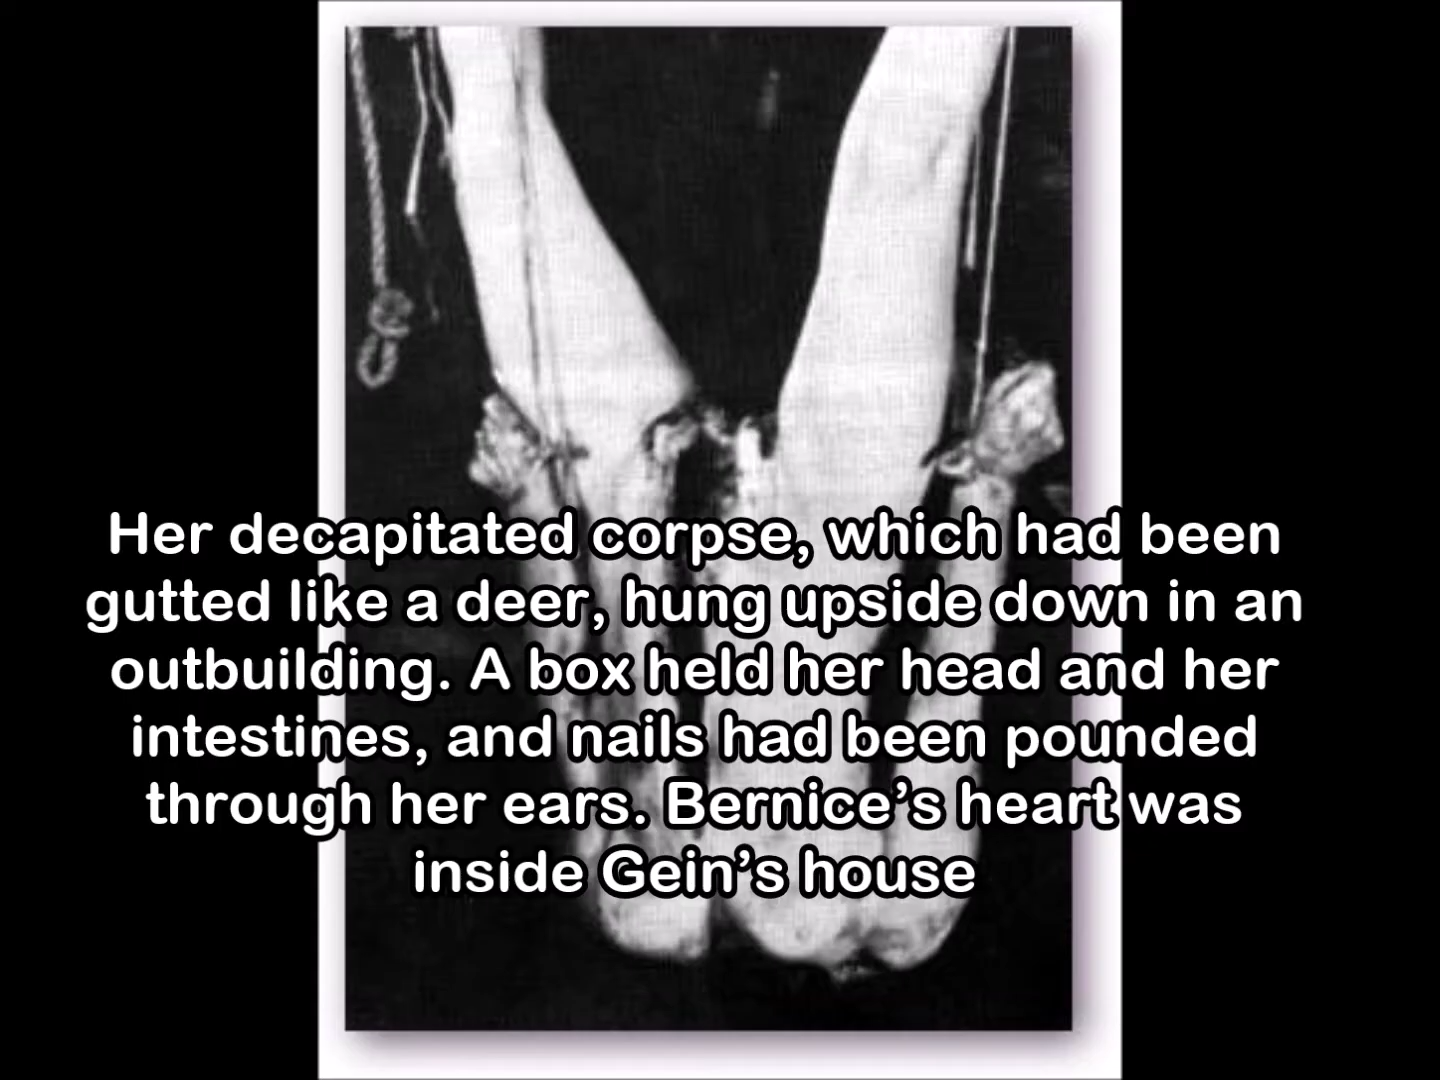 Her decapitated corpse, which had been
gutted like a deer, hung upside down in an
outbuilding. A box held her head and her
intestines, and nails had been pounded
through her ears. Bernice’s heart was
inside Gein’s house